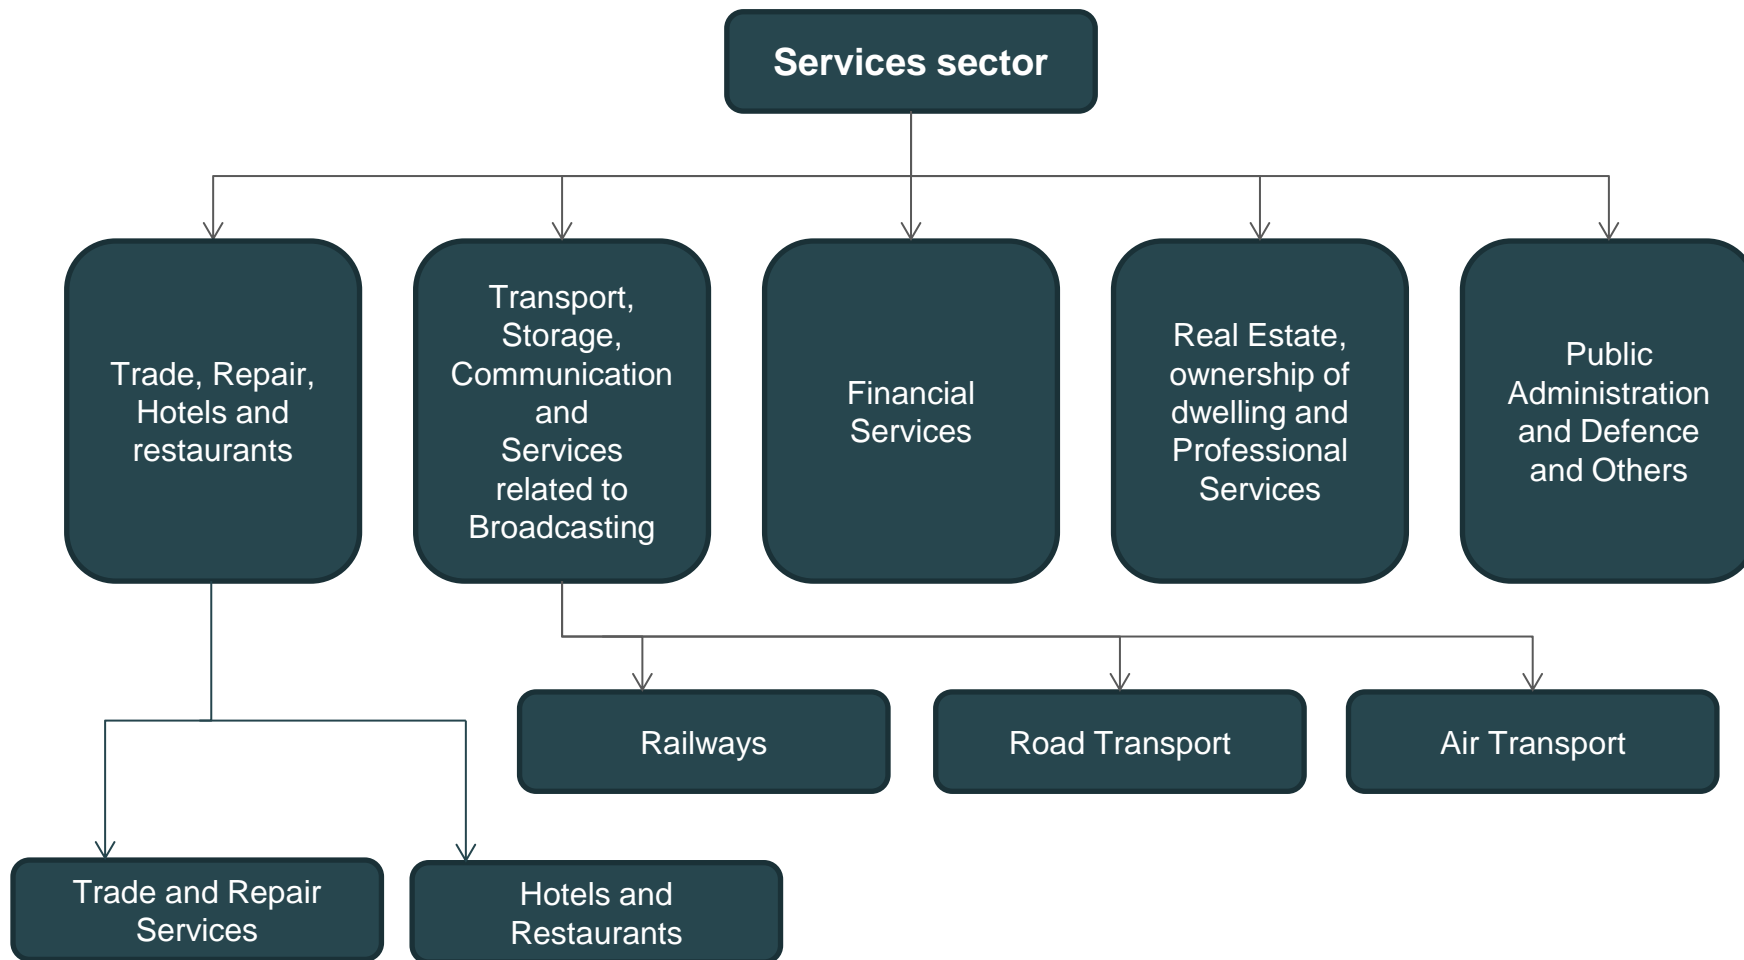 Services sector
Trade, Repair,
Hotels and
restaurants
Transport,
Storage,
Communication
and
Services
related to
Broadcasting
Financial
Services
Real Estate,
ownership of
dwelling and
Professional
Services
Public
Administration
and Defence
and Others
Railways
Road Transport
Air Transport
Trade and Repair
Services
Hotels and
Restaurants